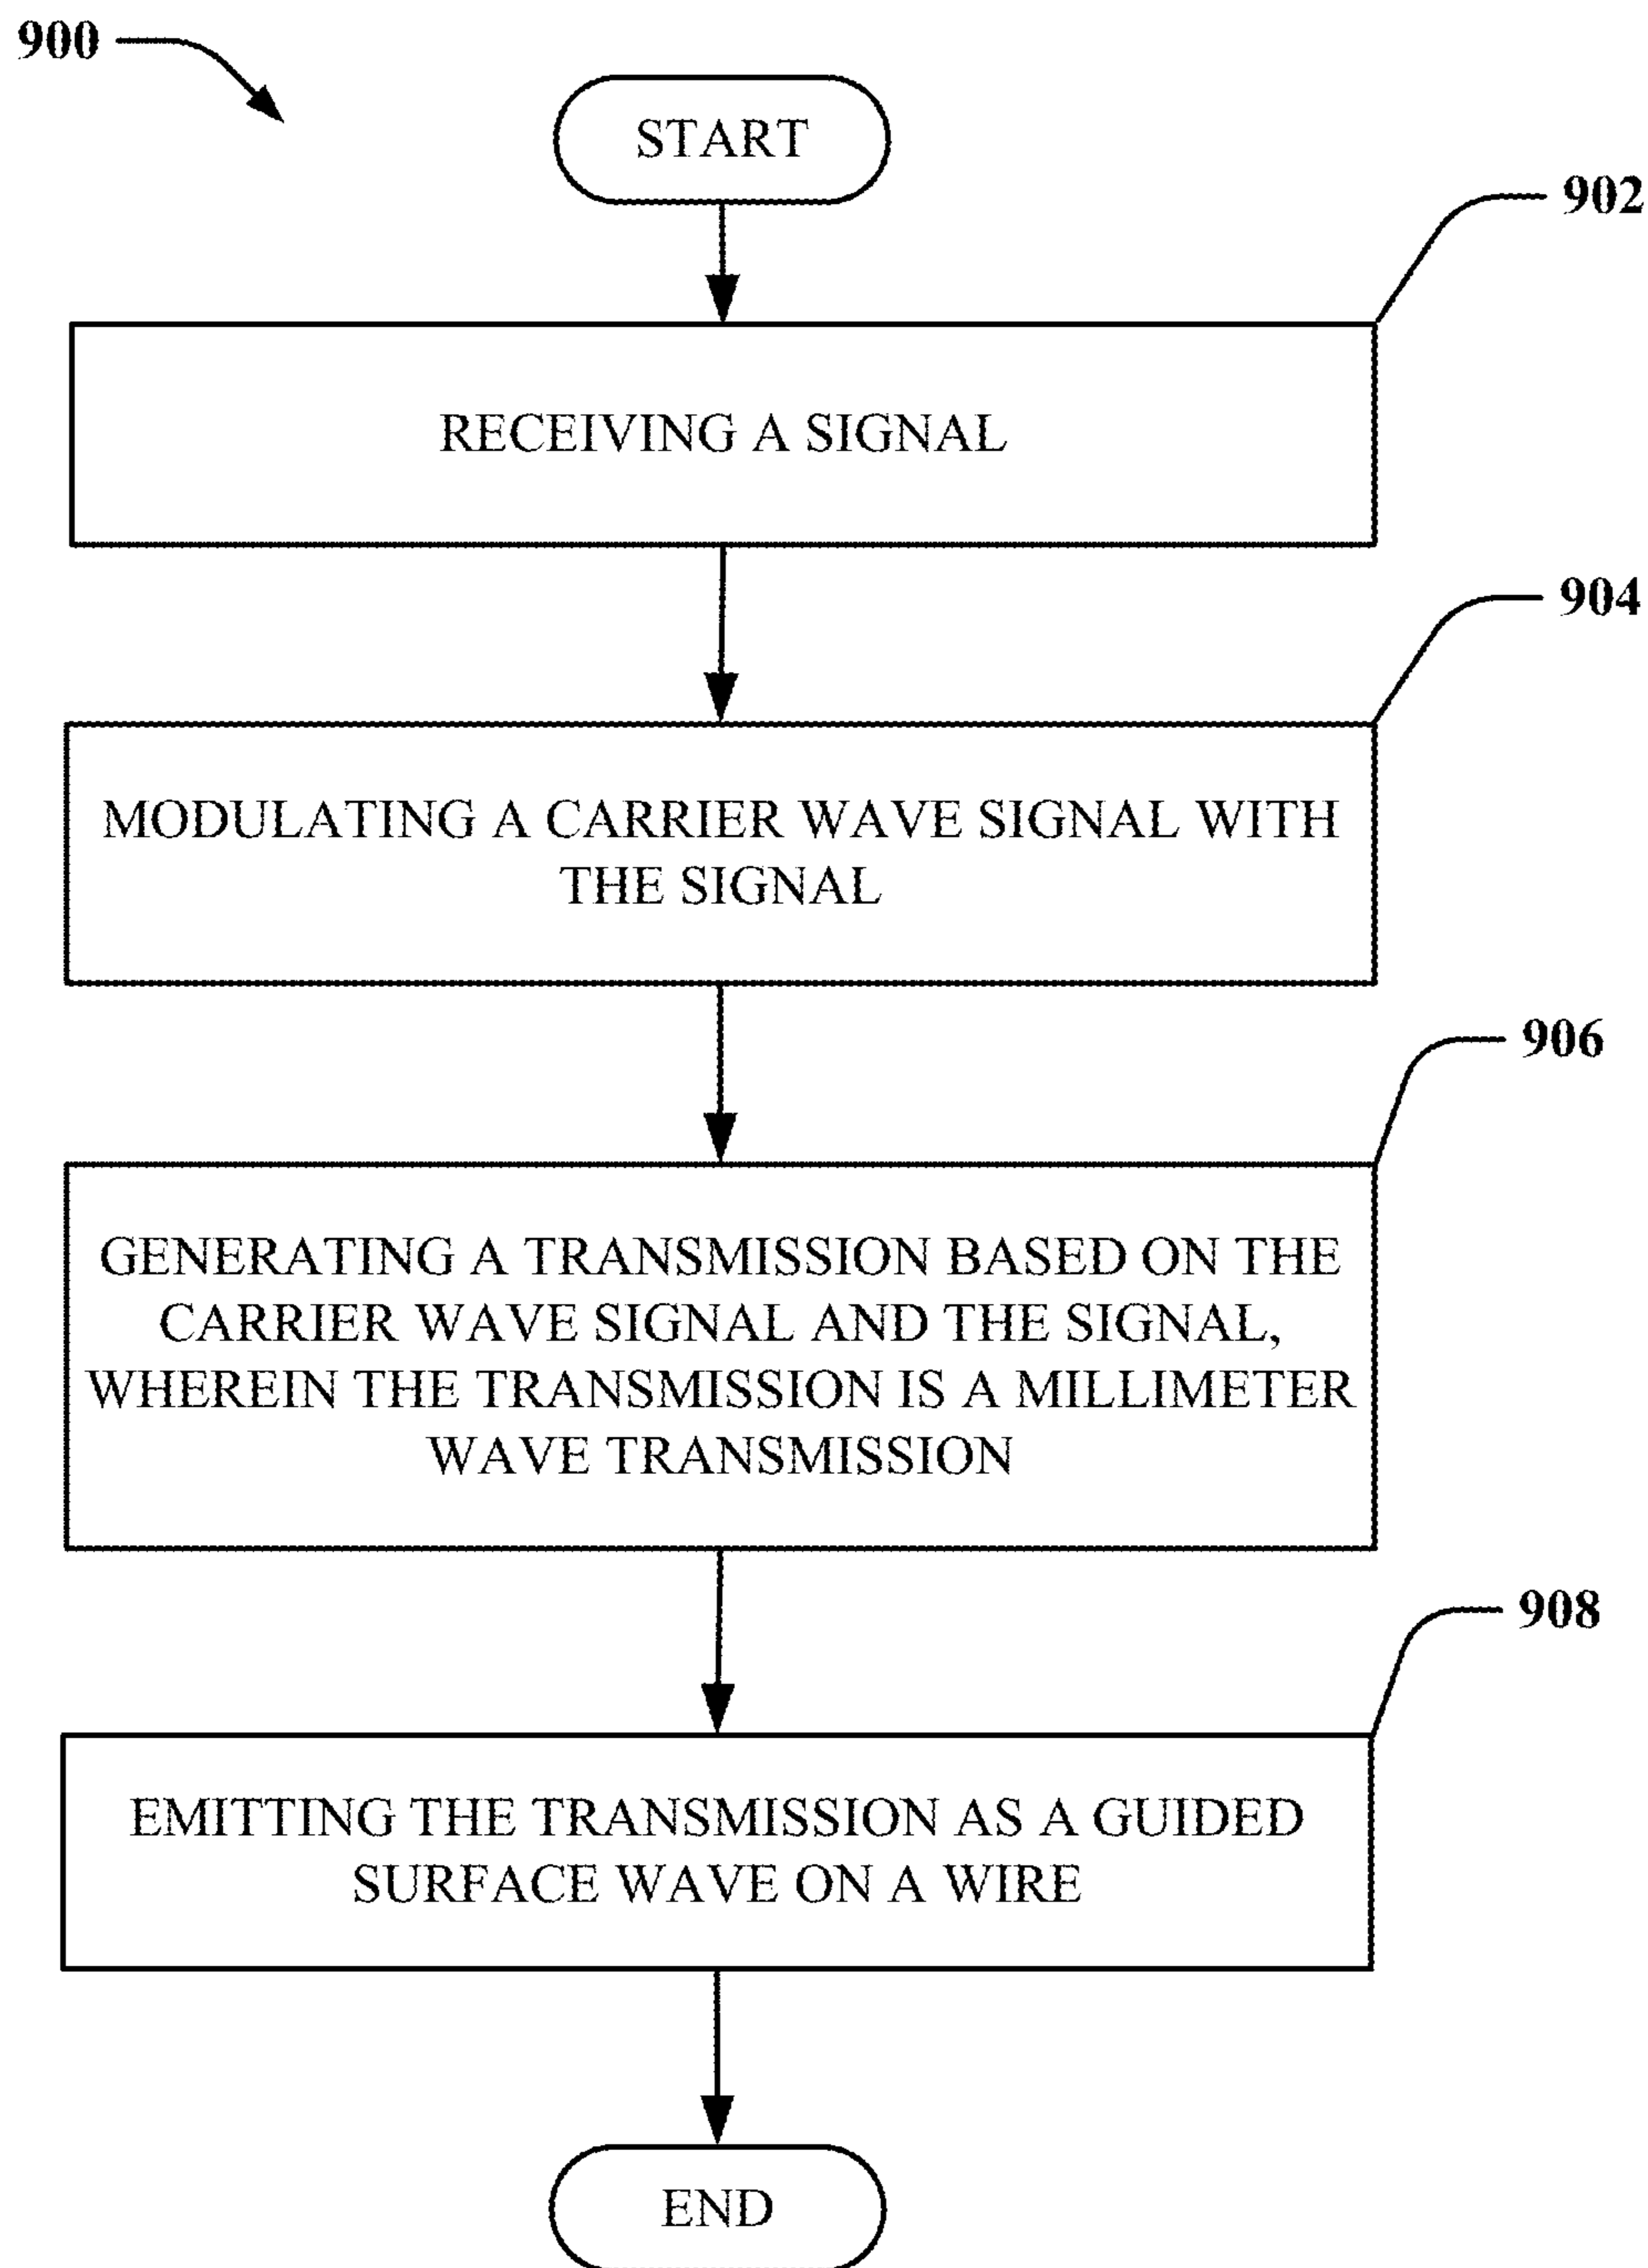 900
START
902
RECEIVING A SIGNAL
904
MODULATING A CARRIER WAVE SIGNAL WITH
THE SIGNAL
906
GENERATING A TRANSMISSION BASED ON THE
CARRIER WAVE SIGNAL AND THE SIGNAL,
WHEREIN THE TRANSMISSION IS A MILLIMETER
WAVE TRANSMISSION
908
EMITTING THE TRANSMISSION AS A GUIDED
SURFACE WAVE ON A WIRE
END